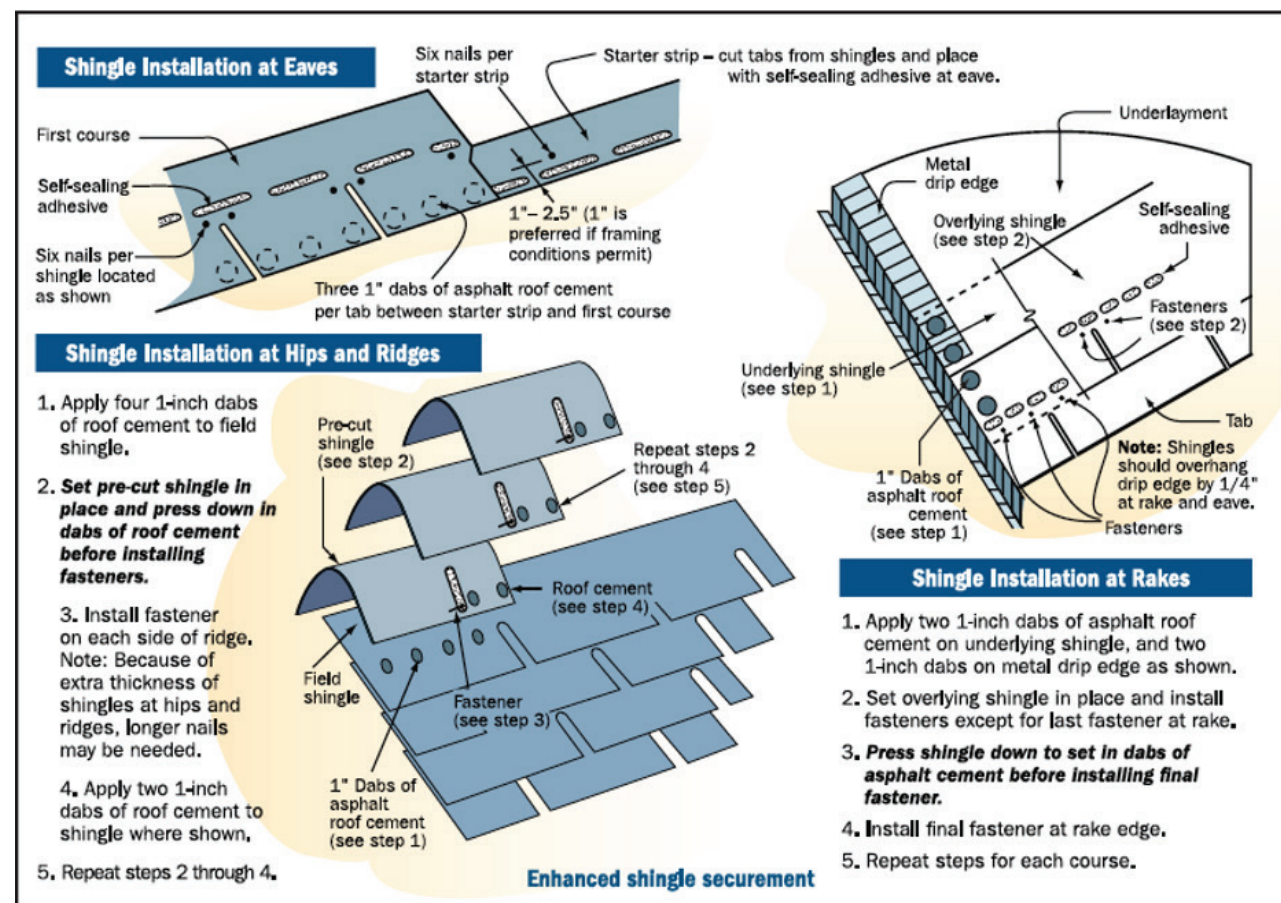 Shingle Installation at Eaves
Six nails per
starter strip
Starter strip – cut tabs from shingles and place
with self-sealing adhesive at eave.
First course
Self-sealing
adhesive
Six nails per
shingle located
as shown
1"– 2.5" (1" is
preferred if framing
conditions permit)
Three 1" dabs of asphalt roof cement
per tab between starter strip and first course
Shingle Installation at Hips and Ridges
1. Apply four 1-inch dabs
of roof cement to field
shingle.
2. Set pre-cut shingle in
place and press down in
dabs of roof cement
before installing
fasteners.
3. Install fastener
on each side of ridge.
Note: Because of
extra thickness of
shingles at hips and
ridges, longer nails
may be needed.
4. Apply two 1-inch
dabs of roof cement to
shingle where shown.
5. Repeat steps 2 through 4.
Pre-cut
shingle
(see step 2)
Repeat steps 2
through 4
(see step 5)
Roof cement
(see step 4)
Field
shingle
Fastener
(see step 3)
1" Dabs of
asphalt
roof cement
(see step 1)
Underlayment
Metal
drip edge
Overlying shingle
(see step 2)
Self-sealing
adhesive
Fasteners
(see step 2)
Underlying shingle
(see step 1)
Tab
Note: Shingles
should overhang
drip edge by 1/4"
at rake and eave.
1" Dabs of
asphalt roof
cement
(see step 1)
Fasteners
Shingle Installation at Rakes
1. Apply two 1-inch dabs of asphalt roof
cement on underlying shingle, and two
1-inch dabs on metal drip edge as shown.
2. Set overlying shingle in place and install
fasteners except for last fastener at rake.
3. Press shingle down to set in dabs of
asphalt cement before installing final
fastener.
4. Install final fastener at rake edge.
5. Repeat steps for each course.
Enhanced shingle securement